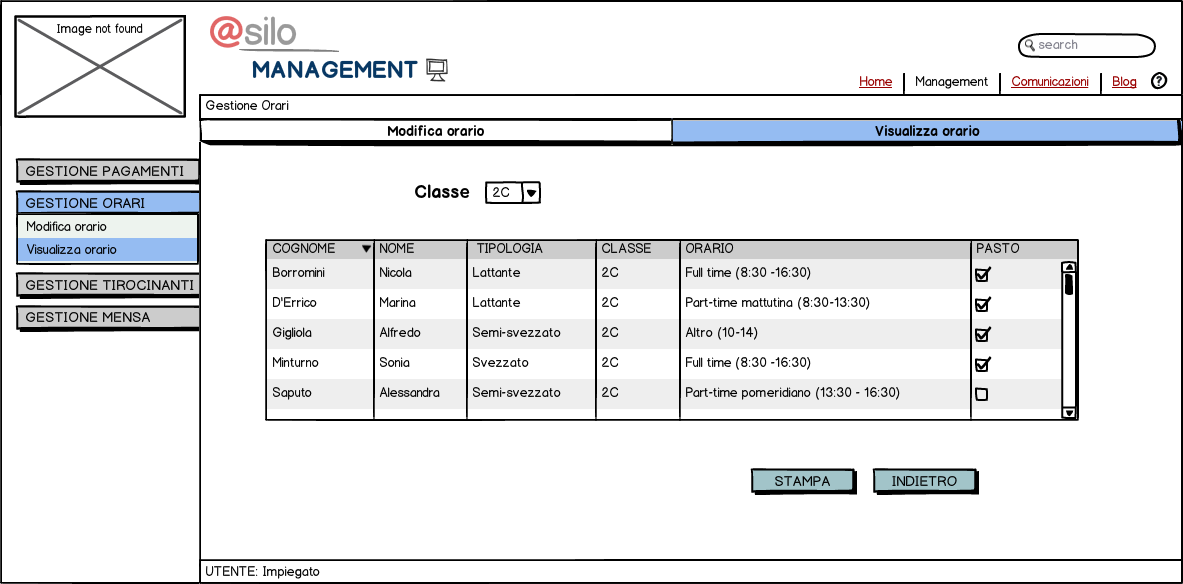 Image not found
@silo
MANAGEMENT
search
Home Management Comunicazioni Blog ?
Gestione Orari
Modifica orario Visualizza orario
GESTIONE PAGAMENTI
GESTIONE ORARI
Modifica orario
Visualizza orario
GESTIONE TIROCINANTI
GESTIONE MENSA
Classe 2C
COGNOME NOME TIPOLOGIA CLASSE ORARIO PASTO
Borromini Nicola Lattante 2C Full time (8:30 -16:30)
D'Errico Marina Lattante 2C Part-time mattutina (8:30-13:30)
Gigliola Alfredo Semi-svezzato 2C Altro (10-14)
Minturno Sonia Svezzato 2C Full time (8:30 -16:30)
Saputo Alessandra Semi-svezzato 2C Part-time pomeridiano (13:30 - 16:30)
STAMPA INDIETRO
UTENTE: Impiegato